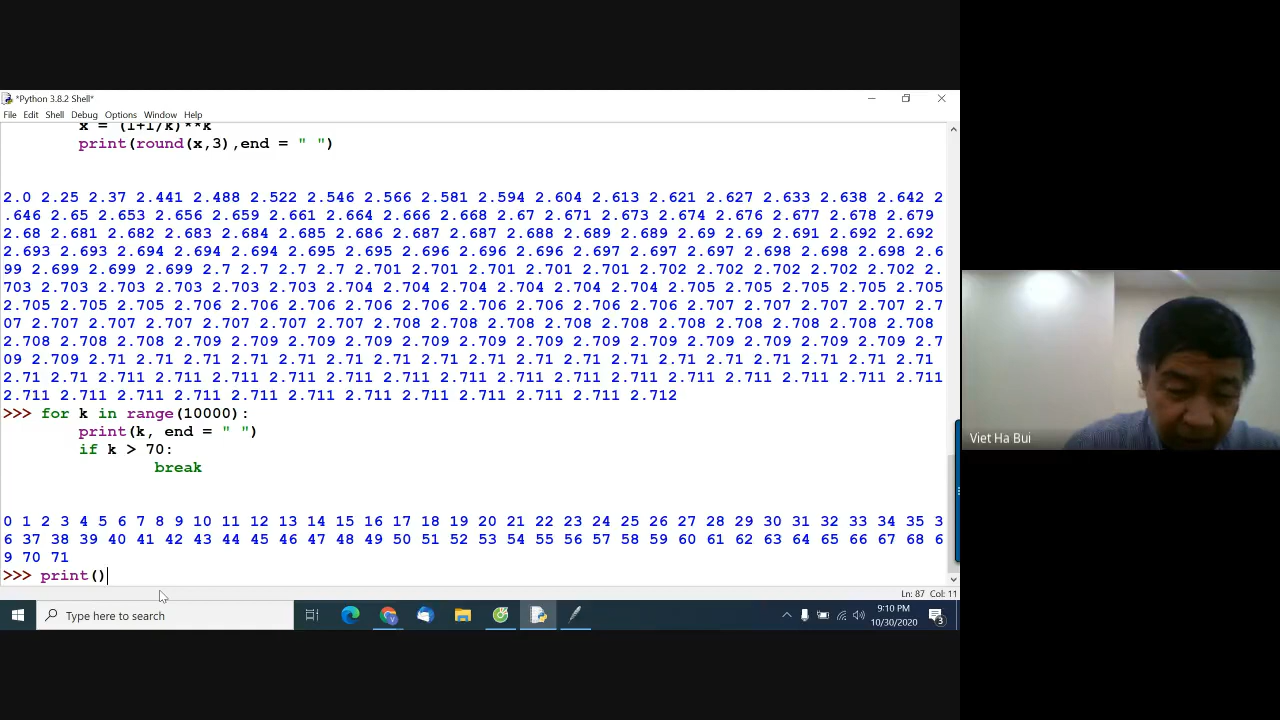 *Python 3.8.2 Shell*
File Edit Shell Debug Options Window Help
x = (1+1/k)**k
print(round(x,3),end = " ")
2.0 2.25 2.37 2.441 2.488 2.522 2.546 2.566 2.581 2.594 2.604 2.613 2.621 2.627 2.633 2.638 2.642 2
.646 2.65 2.653 2.656 2.659 2.661 2.664 2.666 2.668 2.67 2.671 2.673 2.674 2.676 2.677 2.678 2.679
2.68 2.681 2.682 2.683 2.684 2.685 2.686 2.687 2.687 2.688 2.689 2.689 2.69 2.69 2.691 2.692 2.692
2.693 2.693 2.694 2.694 2.694 2.695 2.695 2.696 2.696 2.696 2.697 2.697 2.697 2.698 2.698 2.698 2.6
99 2.699 2.699 2.699 2.7 2.7 2.7 2.7 2.701 2.701 2.701 2.701 2.701 2.702 2.702 2.702 2.702 2.702 2.
703 2.703 2.703 2.703 2.703 2.703 2.704 2.704 2.704 2.704 2.704 2.704 2.705 2.705 2.705 2.705 2.705
2.705 2.705 2.705 2.706 2.706 2.706 2.706 2.706 2.706 2.706 2.706 2.706 2.707 2.707 2.707 2.707 2.7
07 2.707 2.707 2.707 2.707 2.707 2.707 2.708 2.708 2.708 2.708 2.708 2.708 2.708 2.708 2.708 2.708
2.708 2.708 2.708 2.709 2.709 2.709 2.709 2.709 2.709 2.709 2.709 2.709 2.709 2.709 2.709 2.709 2.7
09 2.709 2.71 2.71 2.71 2.71 2.71 2.71 2.71 2.71 2.71 2.71 2.71 2.71 2.71 2.71 2.71 2.71 2.71 2.71
2.71 2.71 2.711 2.711 2.711 2.711 2.711 2.711 2.711 2.711 2.711 2.711 2.711 2.711 2.711 2.711 2.711
2.711 2.711 2.711 2.711 2.711 2.711 2.711 2.711 2.711 2.711 2.711 2.712
>>> for k in range(10000):
print(k, end = " ")
if k > 70:
break
0 1 2 3 4 5 6 7 8 9 10 11 12 13 14 15 16 17 18 19 20 21 22 23 24 25 26 27 28 29 30 31 32 33 34 35 3
6 37 38 39 40 41 42 43 44 45 46 47 48 49 50 51 52 53 54 55 56 57 58 59 60 61 62 63 64 65 66 67 68 6
9 70 71
>>> print()
Ln: 87 Col: 11
Type here to search
9:10 PM
10/30/2020
3
Viet Ha Bui